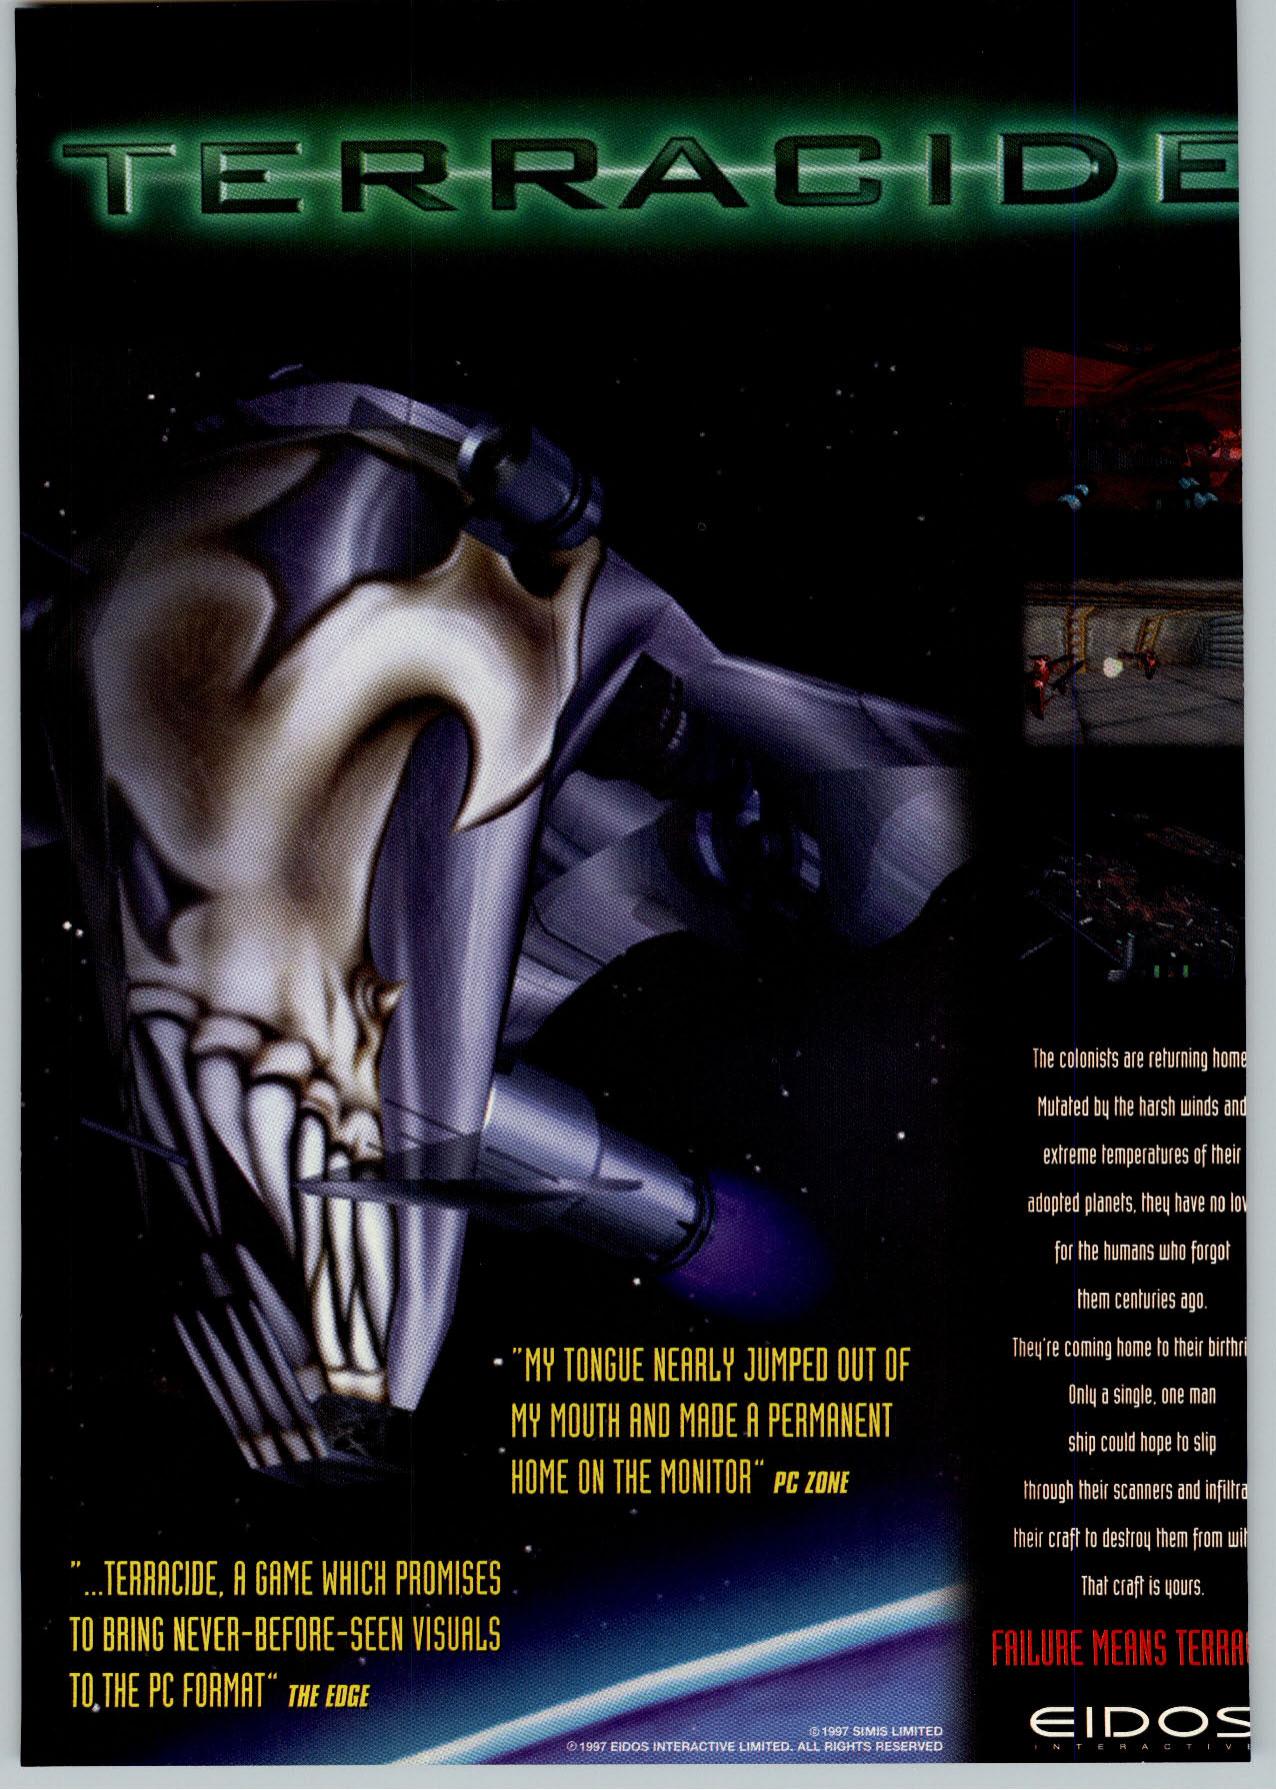 TERRACIDE
The colonists are returning home
Mutated by the harsh winds and
extreme temperatures of their
adopted planets, they have no
for the humans who forgot
them centuries ago.
They're coming home to their
Only a single, one man
ship could hope to slip
through their scanners and
their craft to destroy them from
That craft is yours.
FAILURE MEANS
"MY TONGUE NEARLY JUMPED OUT OF
MY MOUTH AND MADE A PERMANENT
HOME ON THE MONITOR“ PC ZONE
"...TERRACIDE, A GAME WHICH PROMISES
TO BRING NEVER-BEFORE-SEEN VISUALS
TO THE PC FORMAT“ THE EDGE
©1997 SIMIS LIMITED
℗1997 EIDOS INTERACTIVE LIMITED. ALL RIGHTS RESERVED
EIDOS
INTERACTIVE